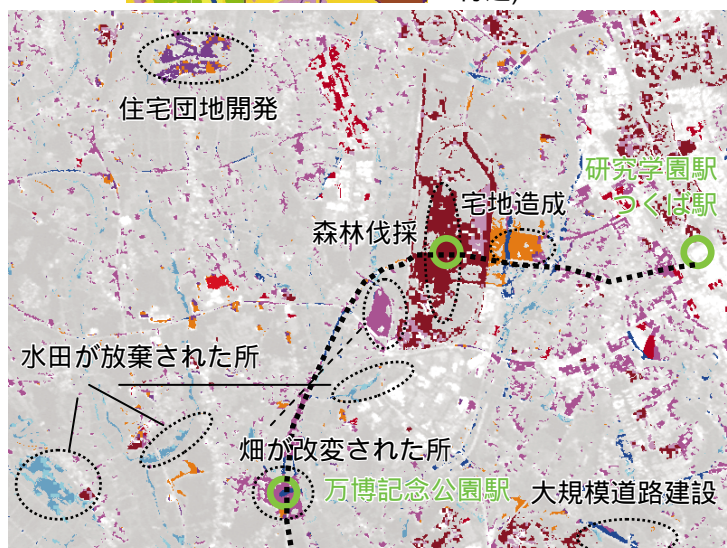 住宅団地開発
研究学園駅
つくば駅
宅地造成
森林伐採
水田が放棄された所
畑が改変された所
万博記念公園駅
大規模道路建設